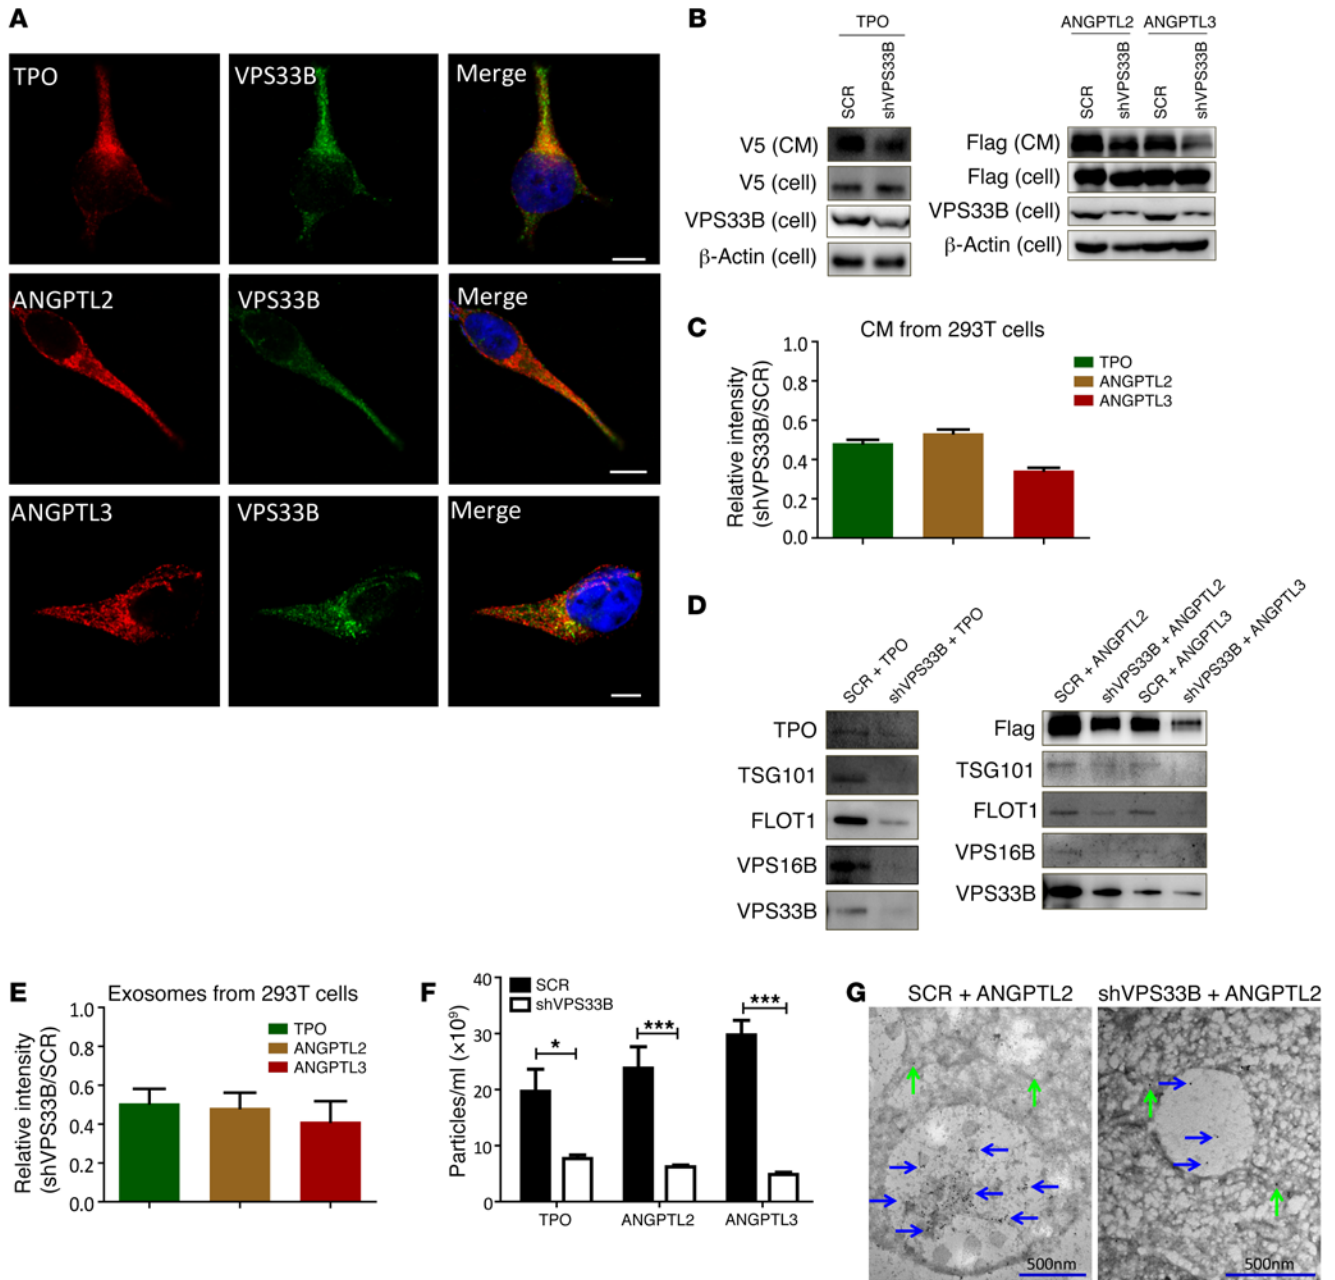 A
TPO
VPS33B
Merge
ANGPTL2
VPS33B
Merge
ANGPTL3
VPS33B
Merge
B
TPO
SCR
shVPS33B
V5 (CM)
V5 (cell)
VPS33B (cell)
β-Actin (cell)
ANGPTL2 ANGPTL3
SCR
shVPS33B
SCR
shVPS33B
Flag (CM)
Flag (cell)
VPS33B (cell)
β-Actin (cell)
C
CM from 293T cells
Relative intensity
(shVPS33B/SCR)
1.0
0.8
0.6
0.4
0.2
0.0
TPO
ANGPTL2
ANGPTL3
D
SCR + TPO
shVPS33B + TPO
TPO
TSG101
FLOT1
VPS16B
VPS33B
SCR + ANGPTL2
shVPS33B + ANGPTL2
SCR + ANGPTL3
shVPS33B + ANGPTL3
Flag
TSG101
FLOT1
VPS16B
VPS33B
E
Exosomes from 293T cells
Relative intensity
(shVPS33B/SCR)
1.0
0.8
0.6
0.4
0.2
0.0
TPO
ANGPTL2
ANGPTL3
F
Particles/ml (×10⁹)
40
30
20
10
0
SCR
shVPS33B
*
***
***
TPO
ANGPTL2
ANGPTL3
G
SCR + ANGPTL2
shVPS33B + ANGPTL2
500nm
500nm